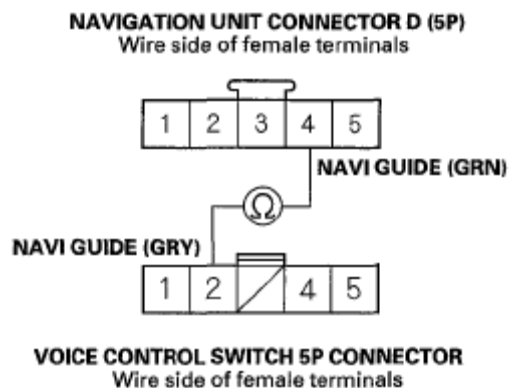 NAVIGATION UNIT CONNECTOR D (5P)
Wire side of female terminals
1 2 3 4 5
NAVI GUIDE (GRN)
Ω
NAVI GUIDE (GRY)
1 2 4 5
VOICE CONTROL SWITCH 5P CONNECTOR
Wire side of female terminals